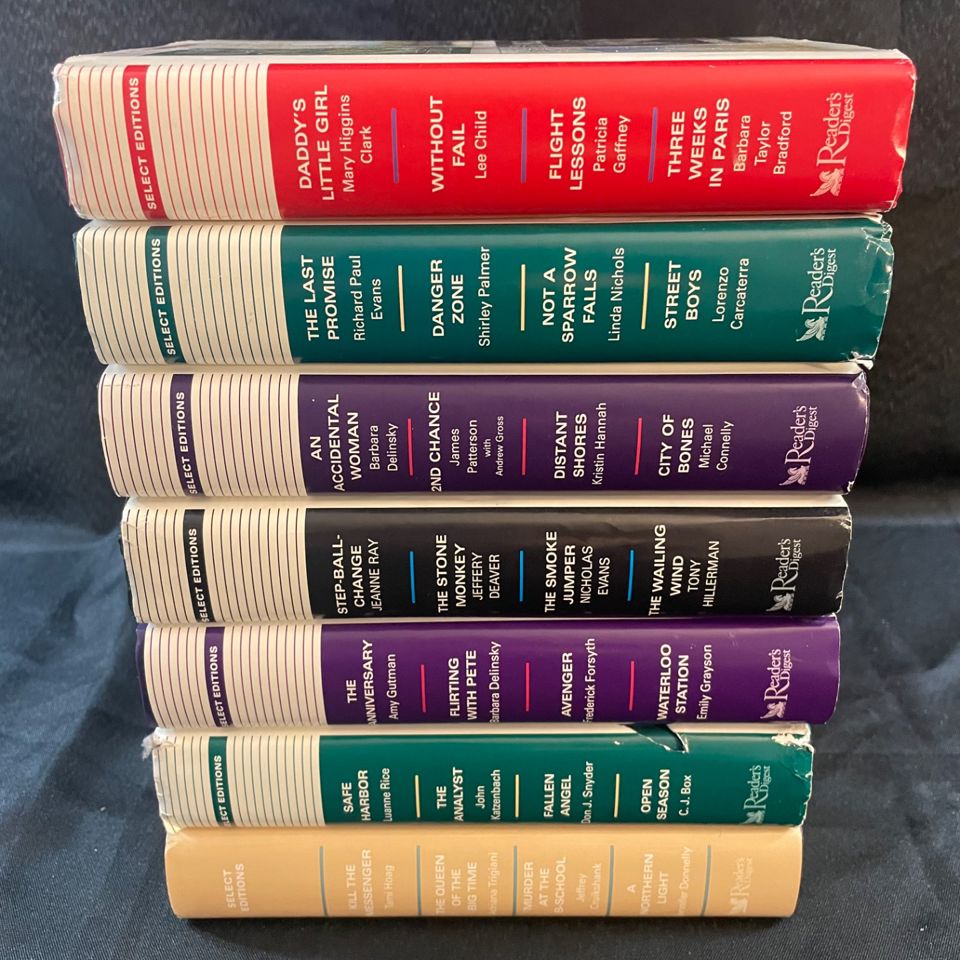 SELECT EDITIONS
DADDY'S
LITTLE GIRL
Mary Higgins
Clark
WITHOUT
FAIL
Lee Child
FLIGHT
LESSONS
Patricia
Gaffney
THREE
WEEKS
IN PARIS
Barbara
Taylor
Bradford
Reader's
Digest
SELECT EDITIONS
THE LAST
PROMISE
Richard Paul
Evans
DANGER
ZONE
Shirley Palmer
NOT A
SPARROW
FALLS
Linda Nichols
STREET
BOYS
Lorenzo
Carcaterra
Reader's
Digest
SELECT EDITIONS
AN
ACCIDENTAL
WOMAN
Barbara
Delinsky
2ND CHANCE
James
Patterson
with
Andrew Gross
DISTANT
SHORES
Kristin Hannah
CITY OF
BONES
Michael
Connelly
Reader's
Digest
SELECT EDITIONS
STEP-BALL-
CHANGE
JEANNE RAY
THE STONE
MONKEY
JEFFERY
DEAVER
THE SMOKE
JUMPER
NICHOLAS
EVANS
THE WAILING
WIND
TONY
HILLERMAN
Reader's
Digest
SELECT EDITIONS
THE
ANNIVERSARY
Amy Gutman
FLIRTING
WITH PETE
Barbara Delinsky
AVENGER
Frederick Forsyth
WATERLOO
STATION
Emily Grayson
Reader's
Digest
SELECT EDITIONS
SAFE
HARBOR
Luanne Rice
THE
ANALYST
John
Katzenbach
FALLEN
ANGEL
Don J. Snyder
OPEN
SEASON
C. J. Box
Reader's
Digest
SELECT
EDITIONS
KILL THE
MESSENGER
Tami Hoag
THE QUEEN
OF THE
BIG TIME
Adriana Trigiani
MURDER
AT THE
B-SCHOOL
Jeffrey
Cruikshank
A
NORTHERN
LIGHT
Jennifer Donnelly
Reader's
Digest